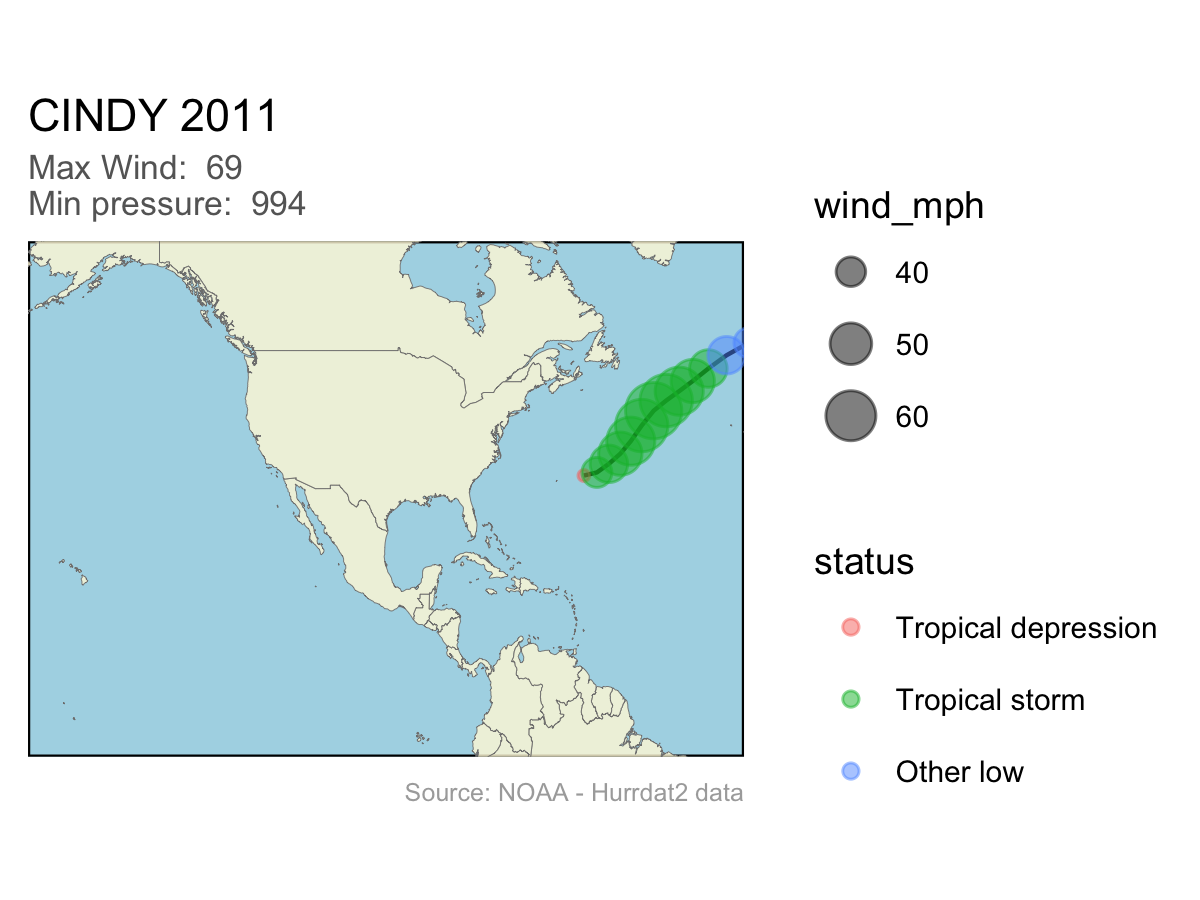 CINDY 2011
Max Wind:  69
Min pressure:  994
wind_mph
40
50
60
status
Tropical depression
Tropical storm
Other low
Source: NOAA - Hurrdat2 data